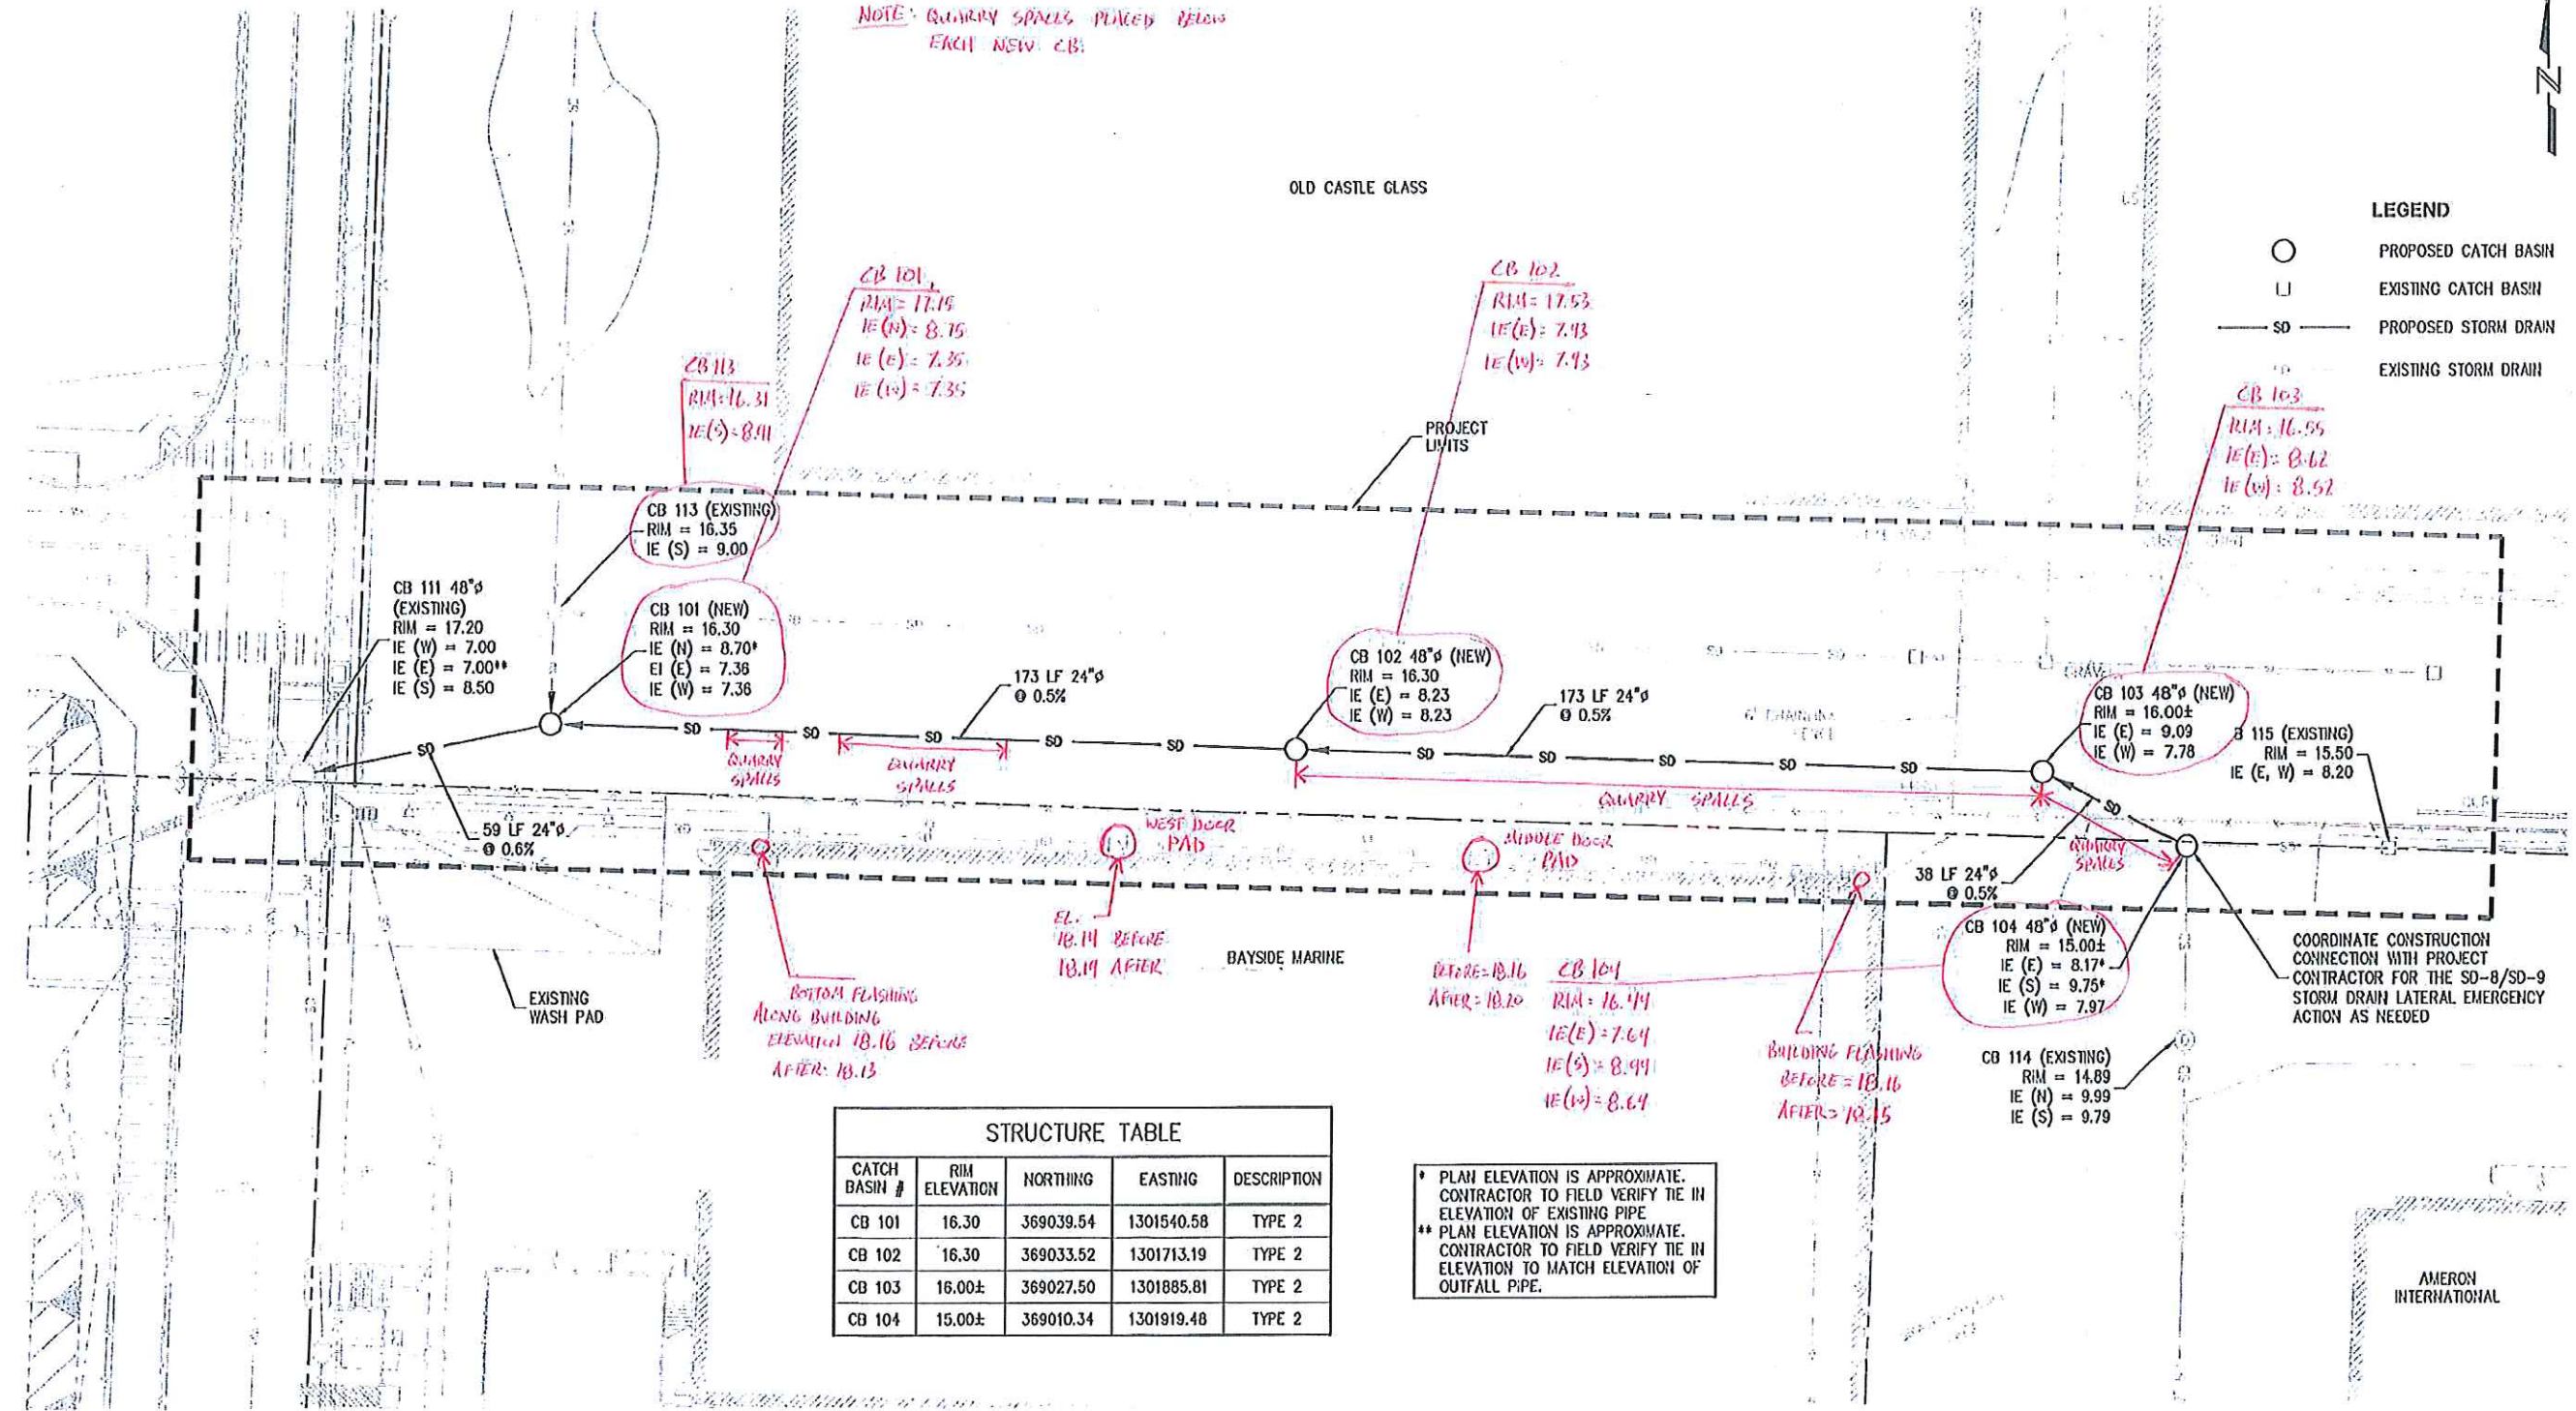 NOTE: QUARRY SPALLS PLACED BELOW
EACH NEW CB.
N
OLD CASTLE GLASS
LEGEND
PROPOSED CATCH BASIN
EXISTING CATCH BASIN
SD PROPOSED STORM DRAIN
EXISTING STORM DRAIN
CB 101
RIM = 17.15
IE (N) = 8.75
IE (E) = 7.35
IE (W) = 7.35
CB 102
RIM = 17.53
IE (E) = 7.93
IE (W) = 7.93
CB 113
RIM = 16.31
IE (S) = 8.91
CB 103
RIM = 16.55
IE (E) = 8.62
IE (W) = 8.52
PROJECT
LIMITS
CB 113 (EXISTING)
RIM = 16.35
IE (S) = 9.00
CB 111 48"ø
(EXISTING)
RIM = 17.20
IE (W) = 7.00
IE (E) = 7.00**
IE (S) = 8.50
CB 101 (NEW)
RIM = 16.30
IE (N) = 8.70*
EI (E) = 7.36
IE (W) = 7.36
173 LF 24"ø
@ 0.5%
CB 102 48"ø (NEW)
RIM = 16.30
IE (E) = 8.23
IE (W) = 8.23
173 LF 24"ø
@ 0.5%
CB 103 48"ø (NEW)
RIM = 16.00±
IE (E) = 9.09
IE (W) = 7.78
B 115 (EXISTING)
RIM = 15.50
IE (E, W) = 8.20
SD
SD
SD
SD
SD
SD
SD
SD
SD
SD
SD
SD
QUARRY
SPALLS
QUARRY
SPALLS
QUARRY SPALLS
QUARRY
SPALLS
59 LF 24"ø
@ 0.6%
WEST DOOR
PAD
MIDDLE DOOR
PAD
38 LF 24"ø
@ 0.5%
EL.
18.14 BEFORE
18.19 AFTER
BAYSIDE MARINE
BEFORE = 18.16
AFTER = 18.20
CB 104
RIM = 16.44
IE (E) = 7.64
IE (S) = 8.99
IE (W) = 8.64
CB 104 48"ø (NEW)
RIM = 15.00±
IE (E) = 8.17*
IE (S) = 9.75*
IE (W) = 7.97
COORDINATE CONSTRUCTION
CONNECTION WITH PROJECT
CONTRACTOR FOR THE SD-8/SD-9
STORM DRAIN LATERAL EMERGENCY
ACTION AS NEEDED
EXISTING
WASH PAD
BOTTOM FLASHING
ALONG BUILDING
ELEVATION 18.16 BEFORE
AFTER: 18.13
BUILDING FLASHING
BEFORE = 18.16
AFTER = 18.15
CB 114 (EXISTING)
RIM = 14.89
IE (N) = 9.99
IE (S) = 9.79
STRUCTURE TABLE
CATCH BASIN # RIM ELEVATION NORTHING EASTING DESCRIPTION
CB 101 16.30 369039.54 1301540.58 TYPE 2
CB 102 16.30 369033.52 1301713.19 TYPE 2
CB 103 16.00± 369027.50 1301885.81 TYPE 2
CB 104 15.00± 369010.34 1301919.48 TYPE 2
* PLAN ELEVATION IS APPROXIMATE.
CONTRACTOR TO FIELD VERIFY TIE IN
ELEVATION OF EXISTING PIPE
** PLAN ELEVATION IS APPROXIMATE.
CONTRACTOR TO FIELD VERIFY TIE IN
ELEVATION TO MATCH ELEVATION OF
OUTFALL PIPE.
AMERON
INTERNATIONAL